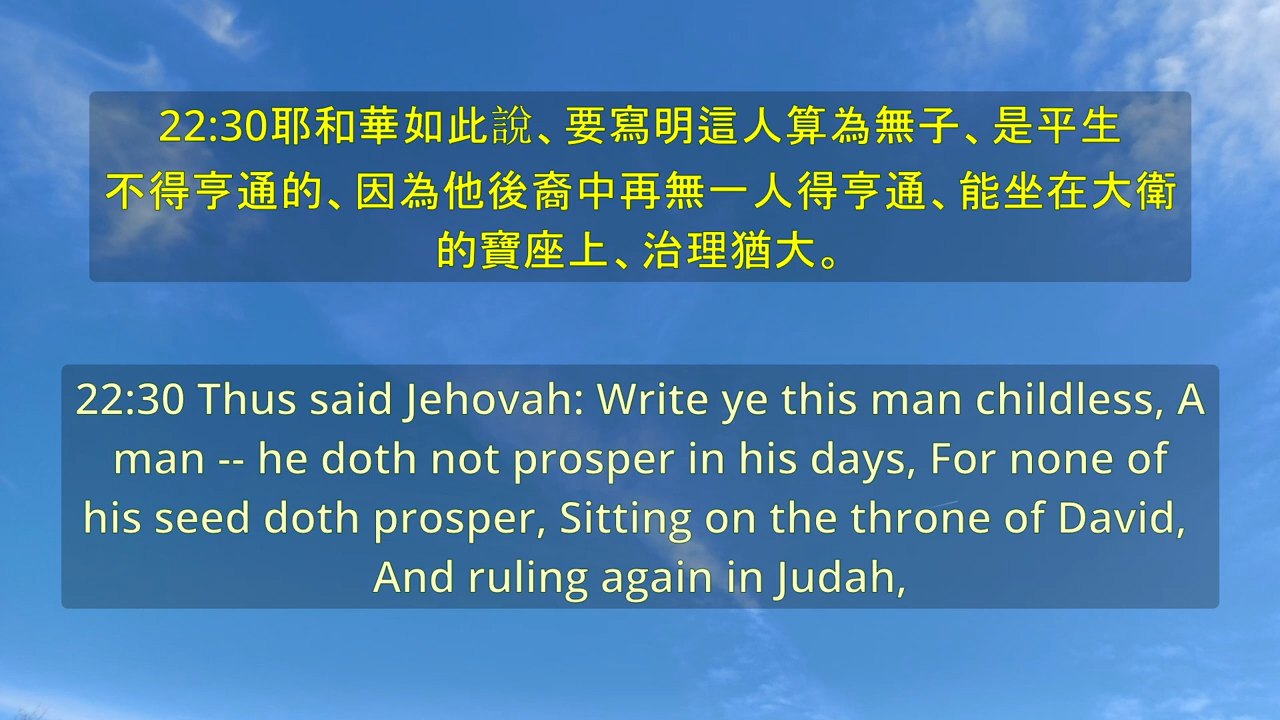 22:30耶和華如此說、要寫明這人算為無子、是平生
不得亨通的、因為他後裔中再無一人得亨通、能坐在大衛
的寶座上、治理猶大。
22:30 Thus said Jehovah: Write ye this man childless, A
man -- he doth not prosper in his days, For none of
his seed doth prosper, Sitting on the throne of David,
And ruling again in Judah,